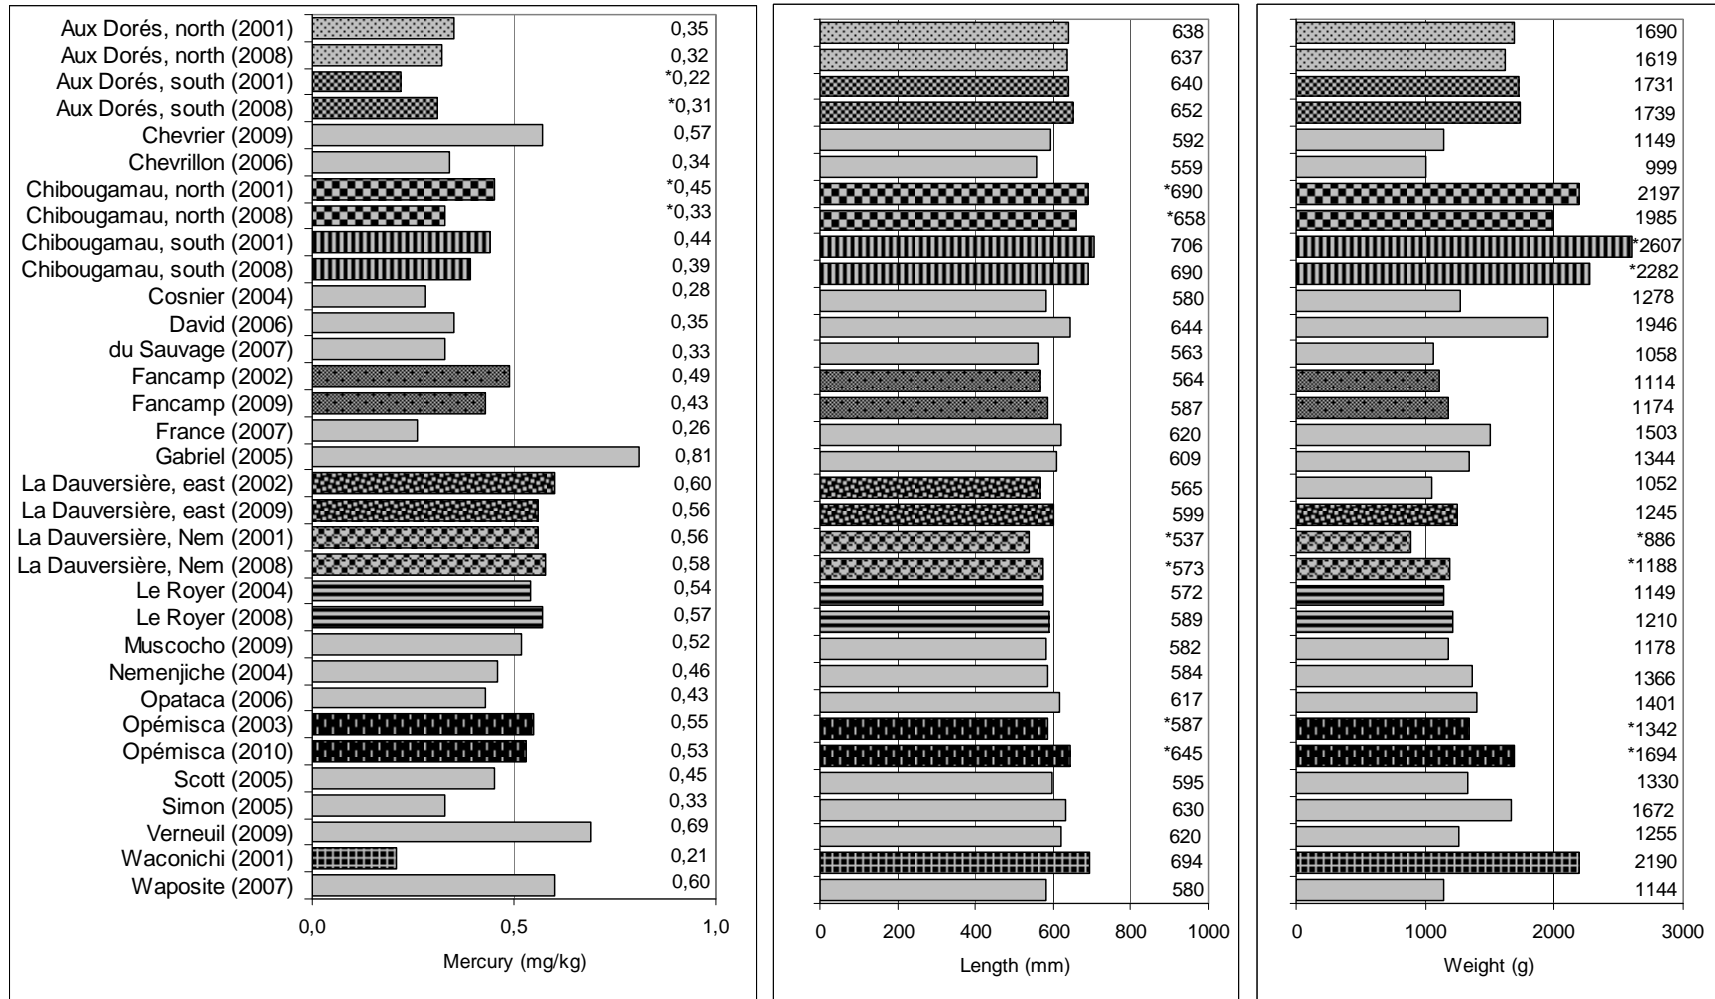 Aux Dorés, north (2001) 0,35 638 1690
Aux Dorés, north (2008) 0,32 637 1619
Aux Dorés, south (2001) *0,22 640 1731
Aux Dorés, south (2008) *0,31 652 1739
Chevrier (2009) 0,57 592 1149
Chevrillon (2006) 0,34 559 999
Chibougamau, north (2001) *0,45 *690 2197
Chibougamau, north (2008) *0,33 *658 1985
Chibougamau, south (2001) 0,44 706 *2607
Chibougamau, south (2008) 0,39 690 *2282
Cosnier (2004) 0,28 580 1278
David (2006) 0,35 644 1946
du Sauvage (2007) 0,33 563 1058
Fancamp (2002) 0,49 564 1114
Fancamp (2009) 0,43 587 1174
France (2007) 0,26 620 1503
Gabriel (2005) 0,81 609 1344
La Dauversière, east (2002) 0,60 565 1052
La Dauversière, east (2009) 0,56 599 1245
La Dauversière, Nem (2001) 0,56 *537 *886
La Dauversière, Nem (2008) 0,58 *573 *1188
Le Royer (2004) 0,54 572 1149
Le Royer (2008) 0,57 589 1210
Muscocho (2009) 0,52 582 1178
Nemenjiche (2004) 0,46 584 1366
Opataca (2006) 0,43 617 1401
Opémisca (2003) 0,55 *587 *1342
Opémisca (2010) 0,53 *645 *1694
Scott (2005) 0,45 595 1330
Simon (2005) 0,33 630 1672
Verneuil (2009) 0,69 620 1255
Waconichi (2001) 0,21 694 2190
Waposite (2007) 0,60 580 1144
0,0 0,5 1,0 0 200 400 600 800 1000 0 1000 2000 3000
Mercury (mg/kg) Length (mm) Weight (g)